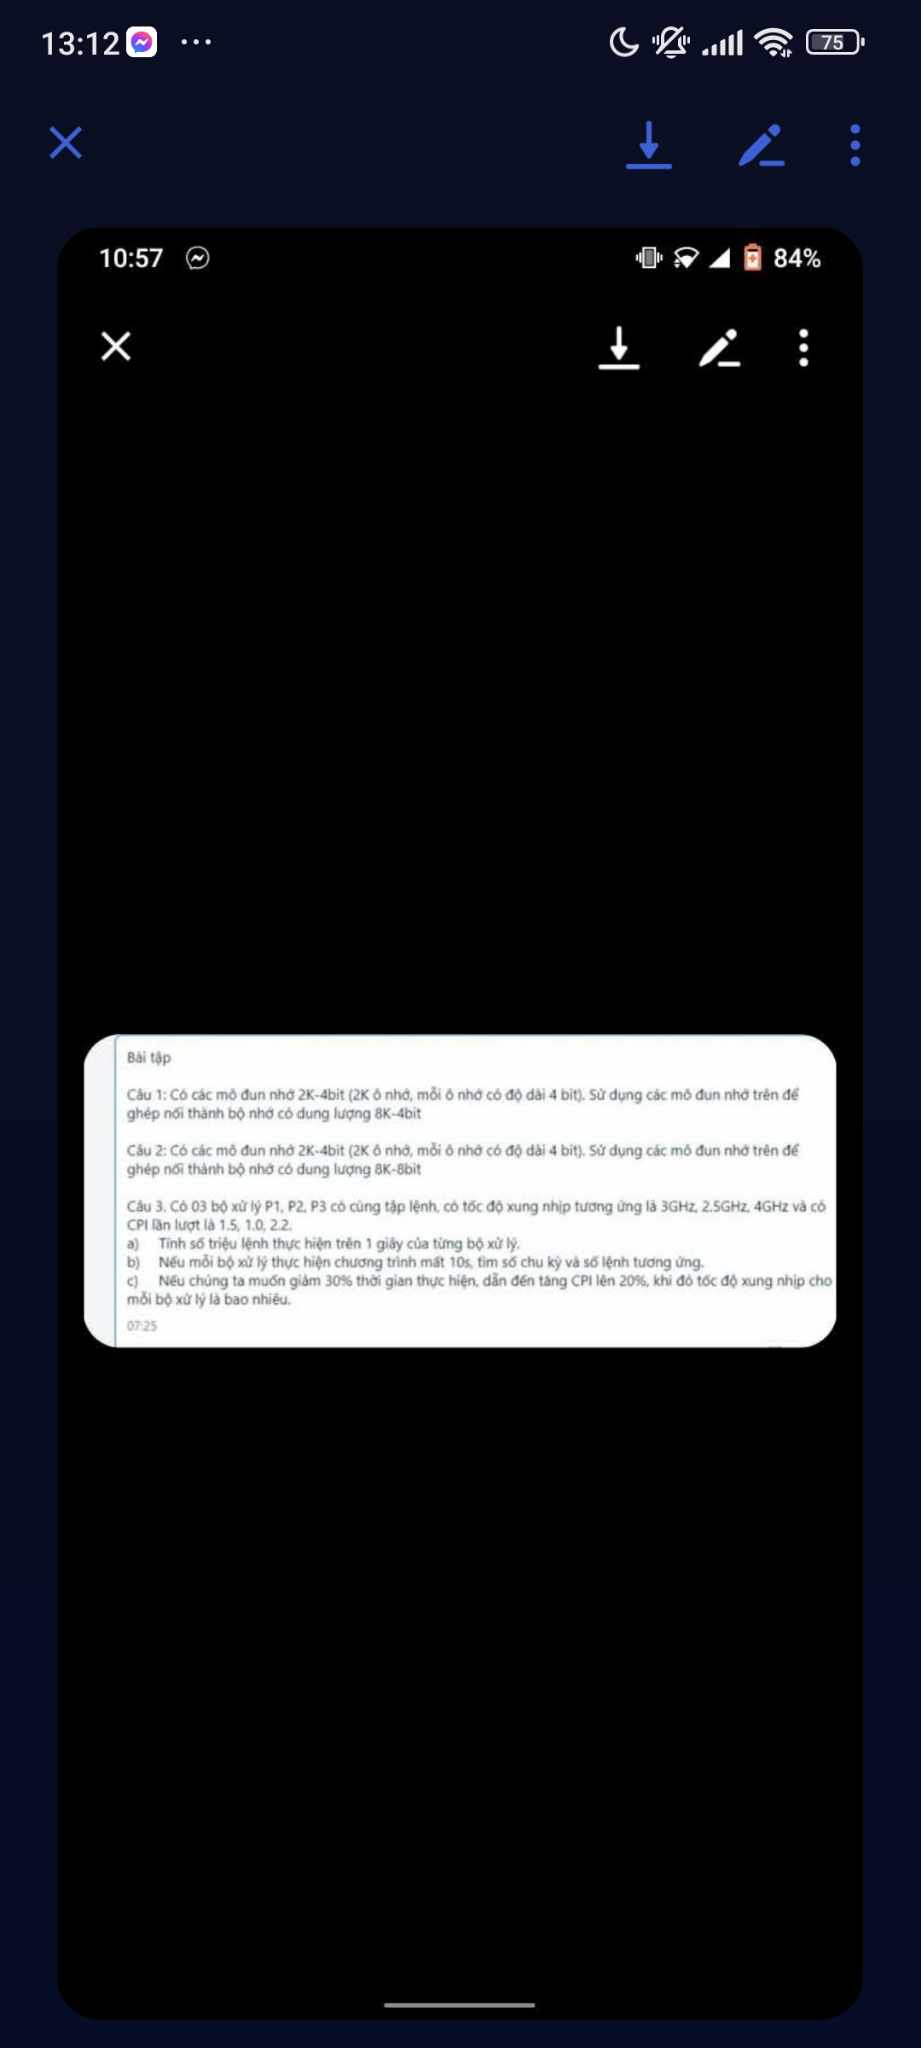 13:12
75
10:57
84%
Bài tập
Câu 1: Có các mô đun nhớ 2K-4bit (2K ô nhớ, mỗi ô nhớ có độ dài 4 bit). Sử dụng các mô đun nhớ trên để
ghép nối thành bộ nhớ có dung lượng 8K-4bit
Câu 2: Có các mô đun nhớ 2K-4bit (2K ô nhớ, mỗi ô nhớ có độ dài 4 bit). Sử dụng các mô đun nhớ trên để
ghép nối thành bộ nhớ có dung lượng 8K-8bit
Câu 3. Có 03 bộ xử lý P1, P2, P3 có cùng tập lệnh, có tốc độ xung nhịp tương ứng là 3GHz, 2.5GHz, 4GHz và có
CPI lần lượt là 1.5, 1.0, 2.2.
a) Tính số triệu lệnh thực hiện trên 1 giây của từng bộ xử lý.
b) Nếu mỗi bộ xử lý thực hiện chương trình mất 10s, tìm số chu kỳ và số lệnh tương ứng.
c) Nếu chúng ta muốn giảm 30% thời gian thực hiện, dẫn đến tăng CPI lên 20%, khi đó tốc độ xung nhịp cho
mỗi bộ xử lý là bao nhiêu.
07:25